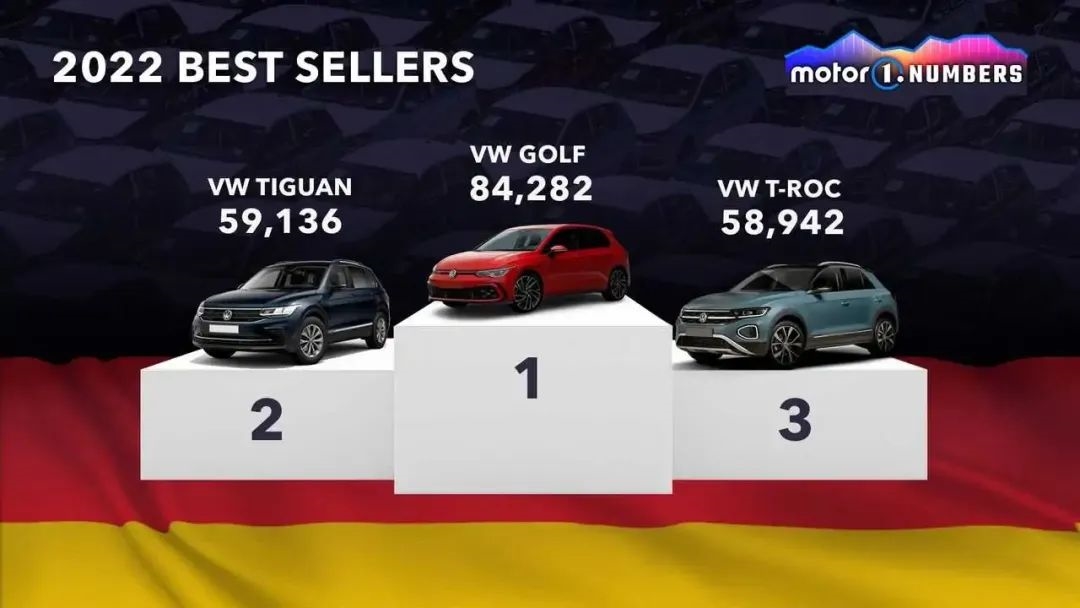 2022 BEST SELLERS
motor1.NUMBERS
VW GOLF
84,282
VW TIGUAN
59,136
VW T-ROC
58,942
1
2
3